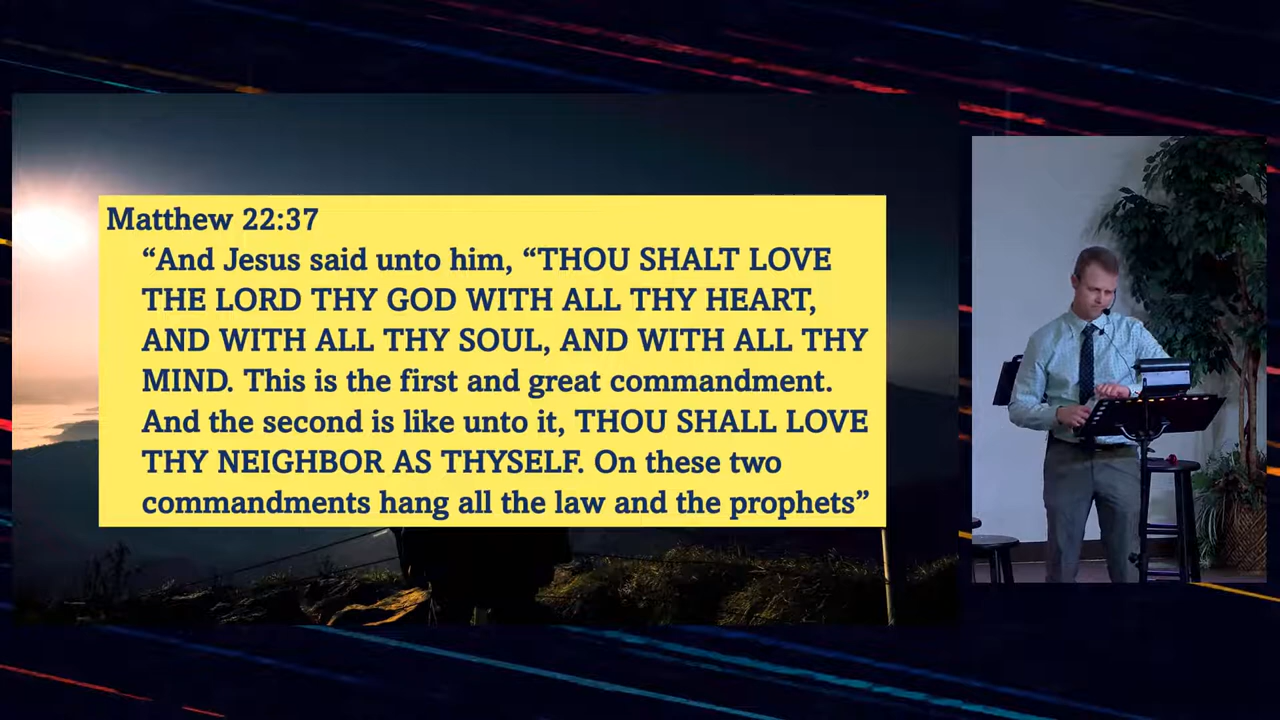 Matthew 22:37
“And Jesus said unto him, “THOU SHALT LOVE
THE LORD THY GOD WITH ALL THY HEART,
AND WITH ALL THY SOUL, AND WITH ALL THY
MIND. This is the first and great commandment.
And the second is like unto it, THOU SHALL LOVE
THY NEIGHBOR AS THYSELF. On these two
commandments hang all the law and the prophets”